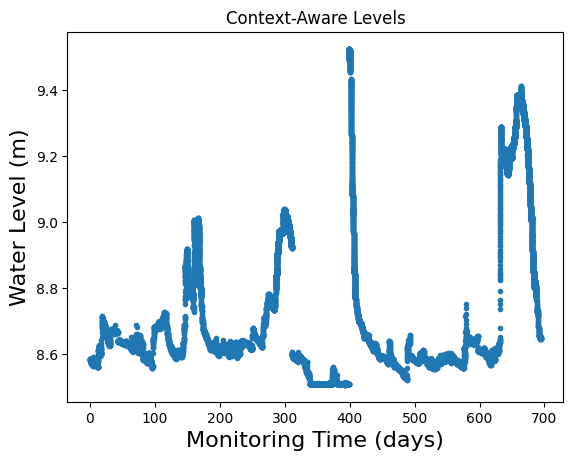 Context-Aware Levels
Water Level (m)
9.4
9.2
9.0
8.8
8.6
0 100 200 300 400 500 600 700
Monitoring Time (days)